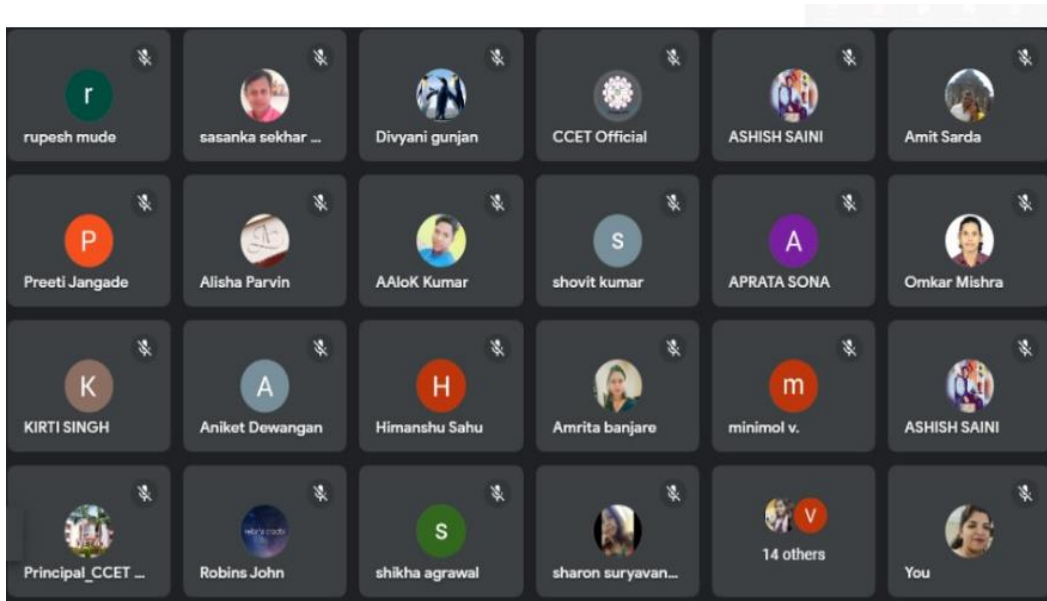 r
rupesh mude
sasanka sekhar ...
Divyani gunjan
CCET Official
ASHISH SAINI
Amit Sarda
P
Preeti Jangade
Alisha Parvin
AAloK Kumar
s
shovit kumar
A
APRATA SONA
Omkar Mishra
K
KIRTI SINGH
A
Aniket Dewangan
H
Himanshu Sahu
Amrita banjare
m
minimol v.
ASHISH SAINI
Principal_CCET ...
Robins John
s
shikha agrawal
sharon suryavan...
V
14 others
You